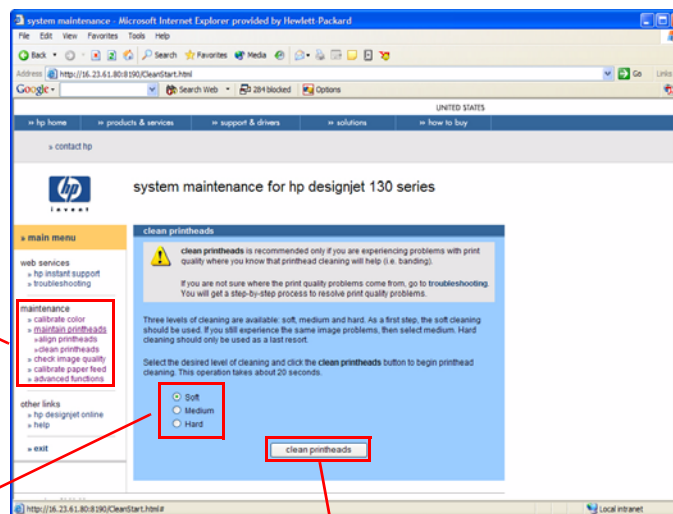 system maintenance - Microsoft Internet Explorer provided by Hewlett-Packard
File Edit View Favorites Tools Help
Back Search Favorites Media
Address http://16.23.61.80:8190/CleanStart.html Go Links
Google Search Web 284 blocked Options
UNITED STATES
» hp home » products & services » support & drivers » solutions » how to buy
» contact hp
hp
invent
system maintenance for hp designjet 130 series
» main menu
web services
» hp instant support
» troubleshooting
maintenance
» calibrate color
» maintain printheads
»align printheads
»clean printheads
» check image quality
» calibrate paper feed
» advanced functions
other links
» hp designjet online
» help
» exit
clean printheads
clean printheads is recommended only if you are experiencing problems with print
quality where you know that printhead cleaning will help (i.e. banding).
If you are not sure where the print quality problems come from, go to troubleshooting.
You will get a step-by-step process to resolve print quality problems.
Three levels of cleaning are available: soft, medium and hard. As a first step, the soft cleaning
should be used. If you still experience the same image problems, then select medium. Hard
cleaning should only be used as a last resort.
Select the desired level of cleaning and click the clean printheads button to begin printhead
cleaning. This operation takes about 20 seconds.
Soft
Medium
Hard
clean printheads
http://16.23.61.80:8190/CleanStart.html# Local intranet